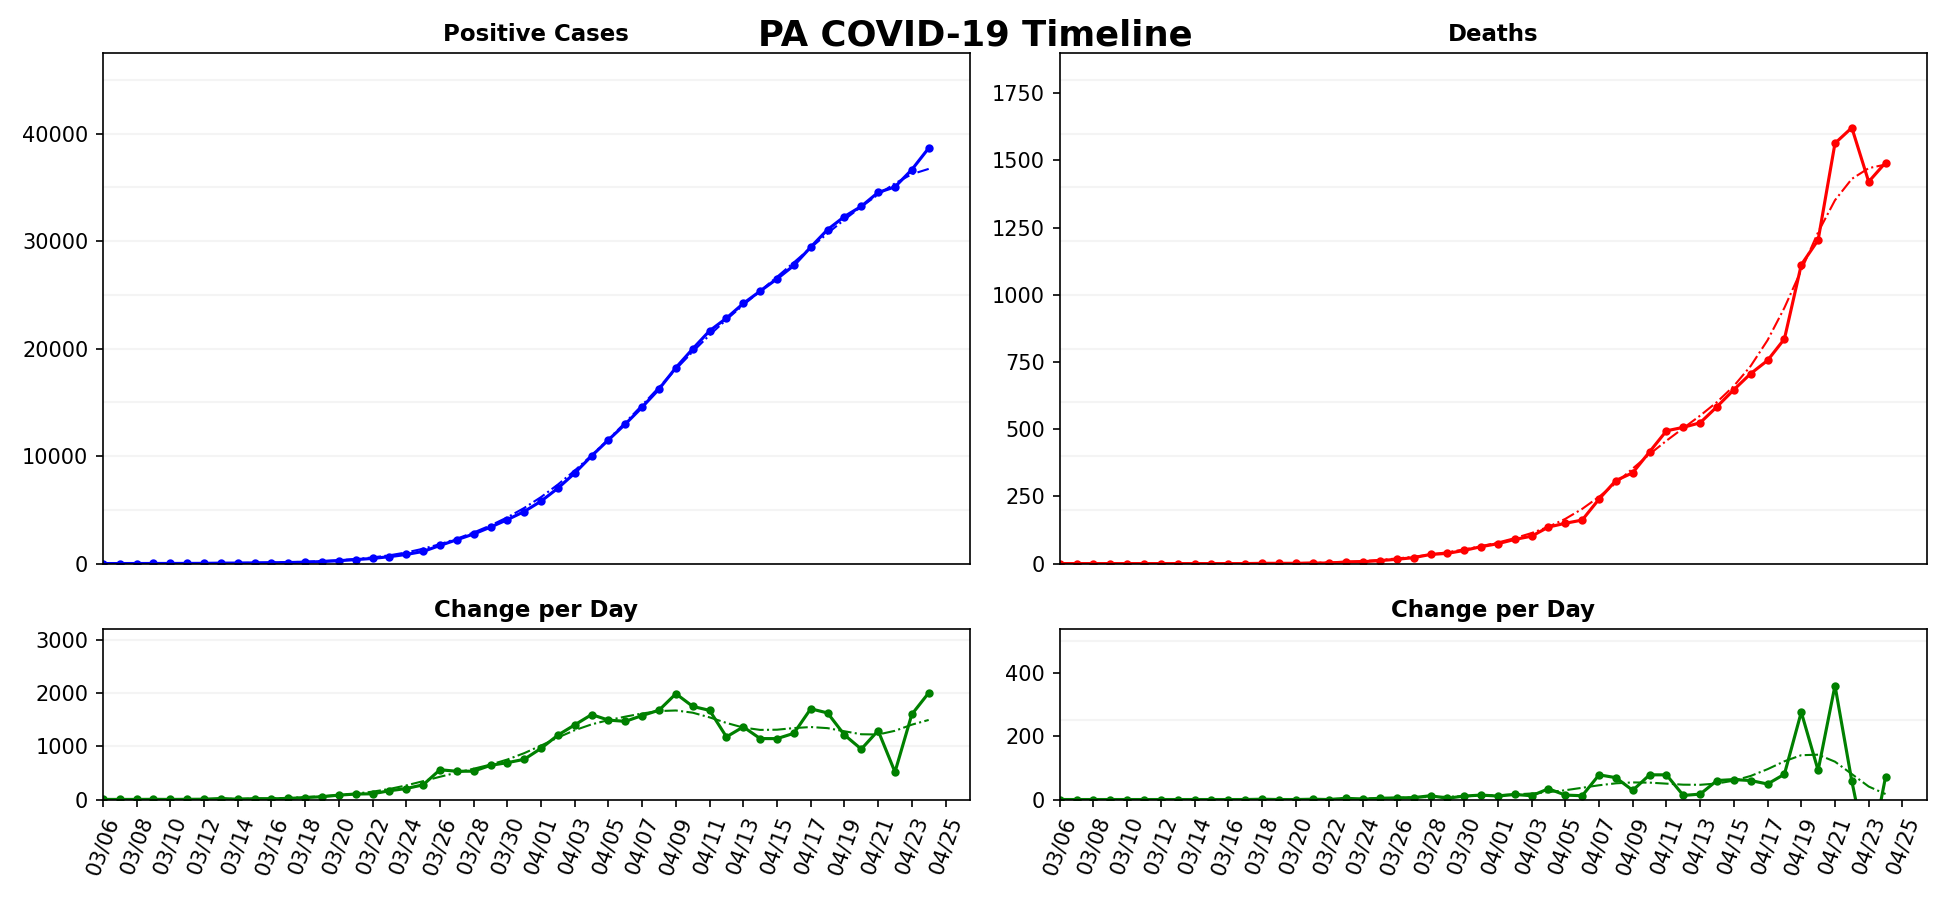 PA COVID-19 Timeline
Positive Cases
40000
30000
20000
10000
0
Deaths
1750
1500
1250
1000
750
500
250
0
Change per Day
3000
2000
1000
0
03/06 03/08 03/10 03/12 03/14 03/16 03/18 03/20 03/22 03/24 03/26 03/28 03/30 04/01 04/03 04/05 04/07 04/09 04/11 04/13 04/15 04/17 04/19 04/21 04/23 04/25
Change per Day
400
200
0
03/06 03/08 03/10 03/12 03/14 03/16 03/18 03/20 03/22 03/24 03/26 03/28 03/30 04/01 04/03 04/05 04/07 04/09 04/11 04/13 04/15 04/17 04/19 04/21 04/23 04/25